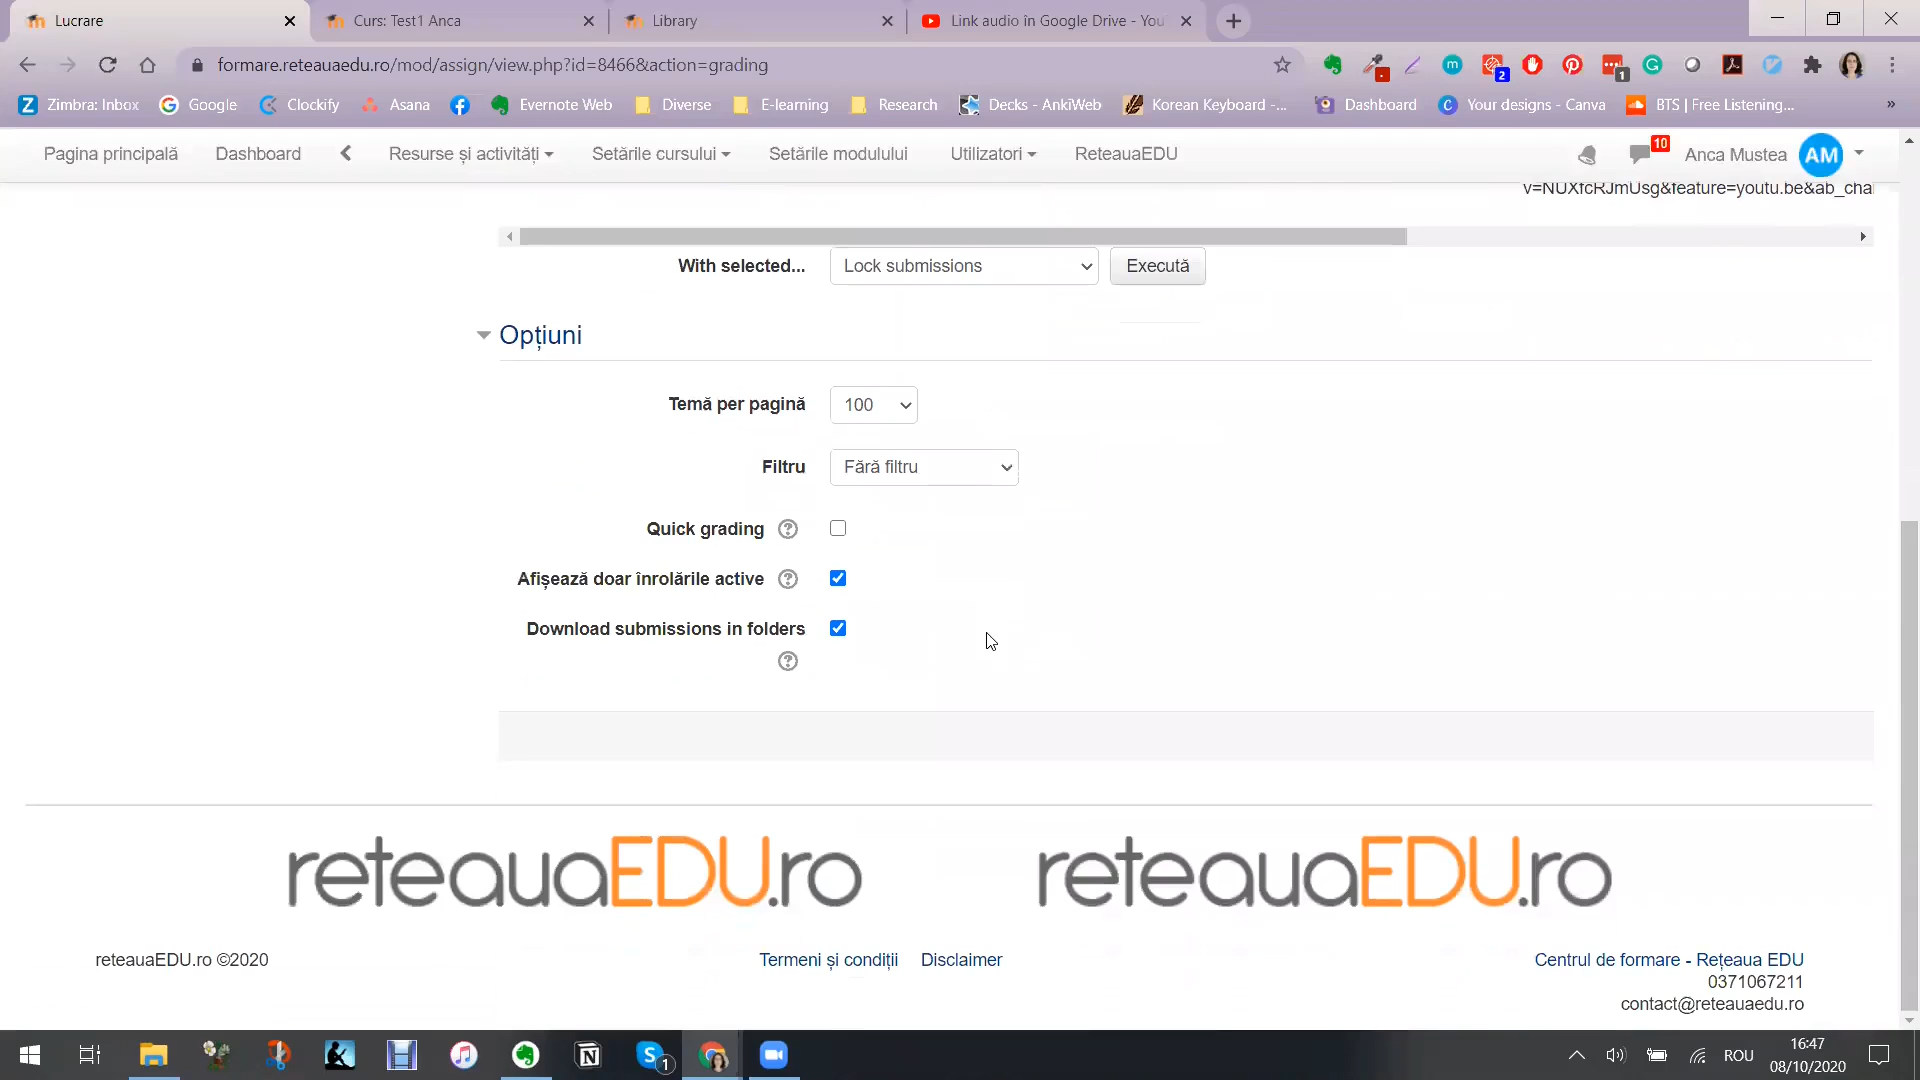 Lucrare
Curs: Test1 Anca
Library
Link audio în Google Drive - You
formare.reteauaedu.ro/mod/assign/view.php?id=8466&action=grading
Zimbra: Inbox
Google
Clockify
Asana
Evernote Web
Diverse
E-learning
Research
Decks - AnkiWeb
Korean Keyboard -...
Dashboard
Your designs - Canva
BTS | Free Listening...
Pagina principală
Dashboard
Resurse și activități
Setările cursului
Setările modulului
Utilizatori
ReteauaEDU
10
Anca Mustea
AM
v=NUXfcRJmUsg&feature=youtu.be&ab_cha
With selected...
Lock submissions
Execută
Opțiuni
Temă per pagină
100
Filtru
Fără filtru
Quick grading
Afișează doar înrolările active
Download submissions in folders
reteauaEDU.ro
reteauaEDU.ro
reteauaEDU.ro ©2020
Termeni și condiții
Disclaimer
Centrul de formare - Rețeaua EDU
0371067211
contact@reteauaedu.ro
ROU
16:47
08/10/2020